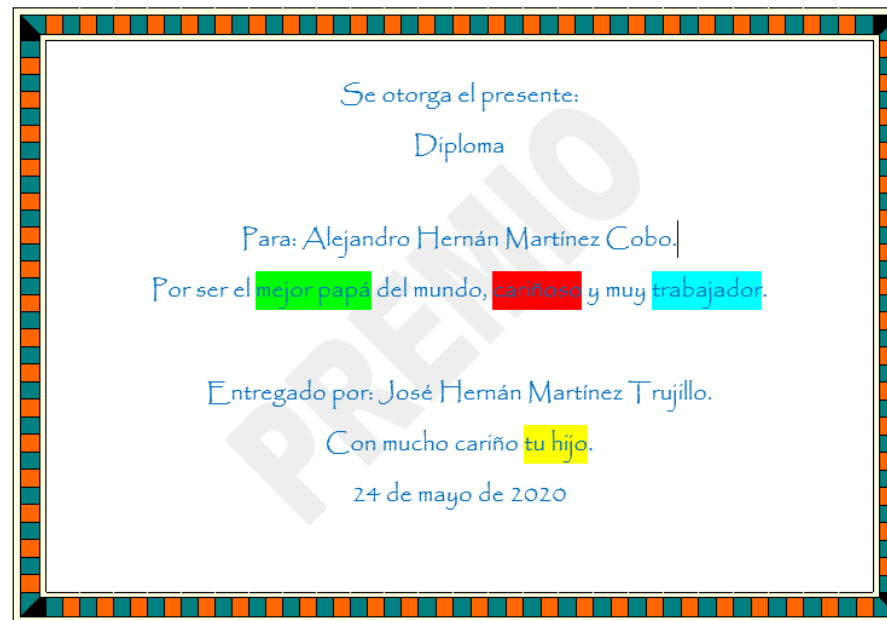 Se otorga el presente:
Diploma
Para: Alejandro Hernán Martínez Cobo.
Por ser el mejor papá del mundo, cariñoso y muy trabajador.
Entregado por: José Hernán Martínez Trujillo.
Con mucho cariño tu hijo.
24 de mayo de 2020
PREMIO